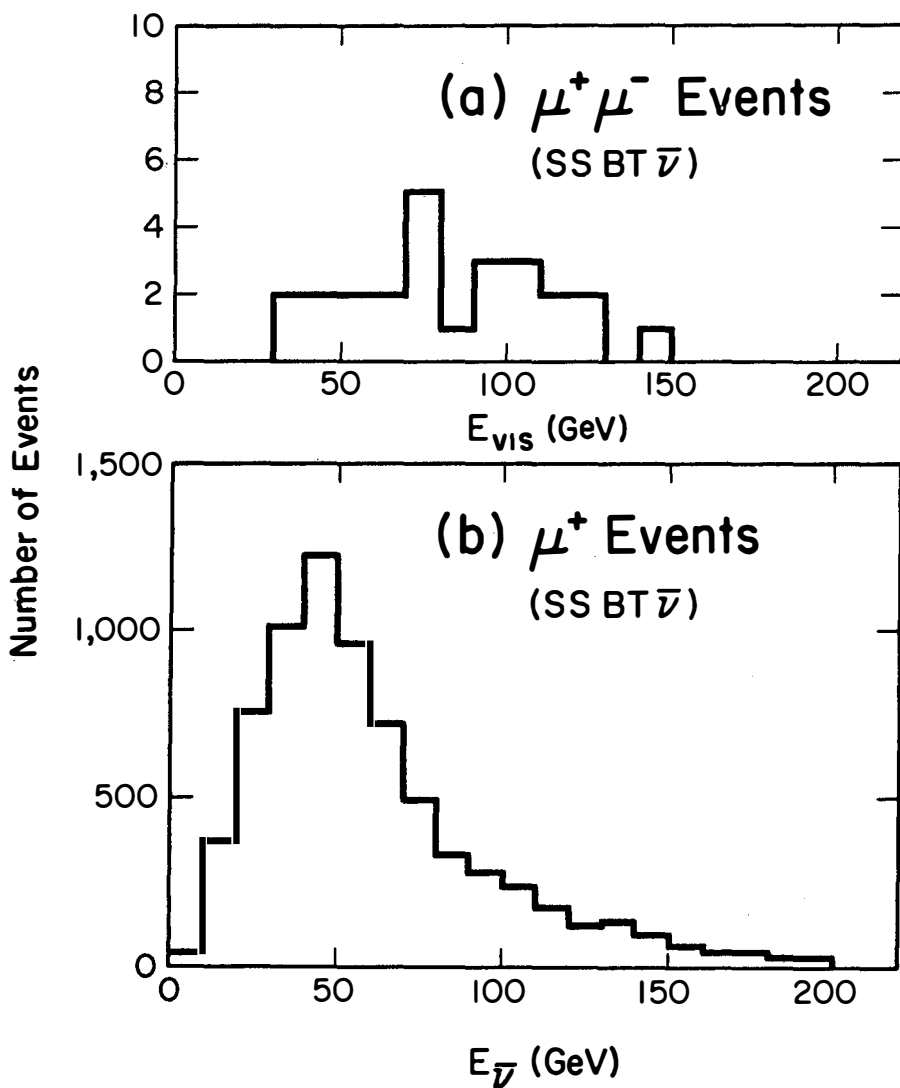 10
8
6
4
2
0
(a) μ⁺μ⁻ Events
(SS BT ν̅)
0 50 100 150 200
E_VIS (GeV)
Number of Events
1,500
1,000
500
0
(b) μ⁺ Events
(SS BT ν̅)
0 50 100 150 200
E_ν̅ (GeV)